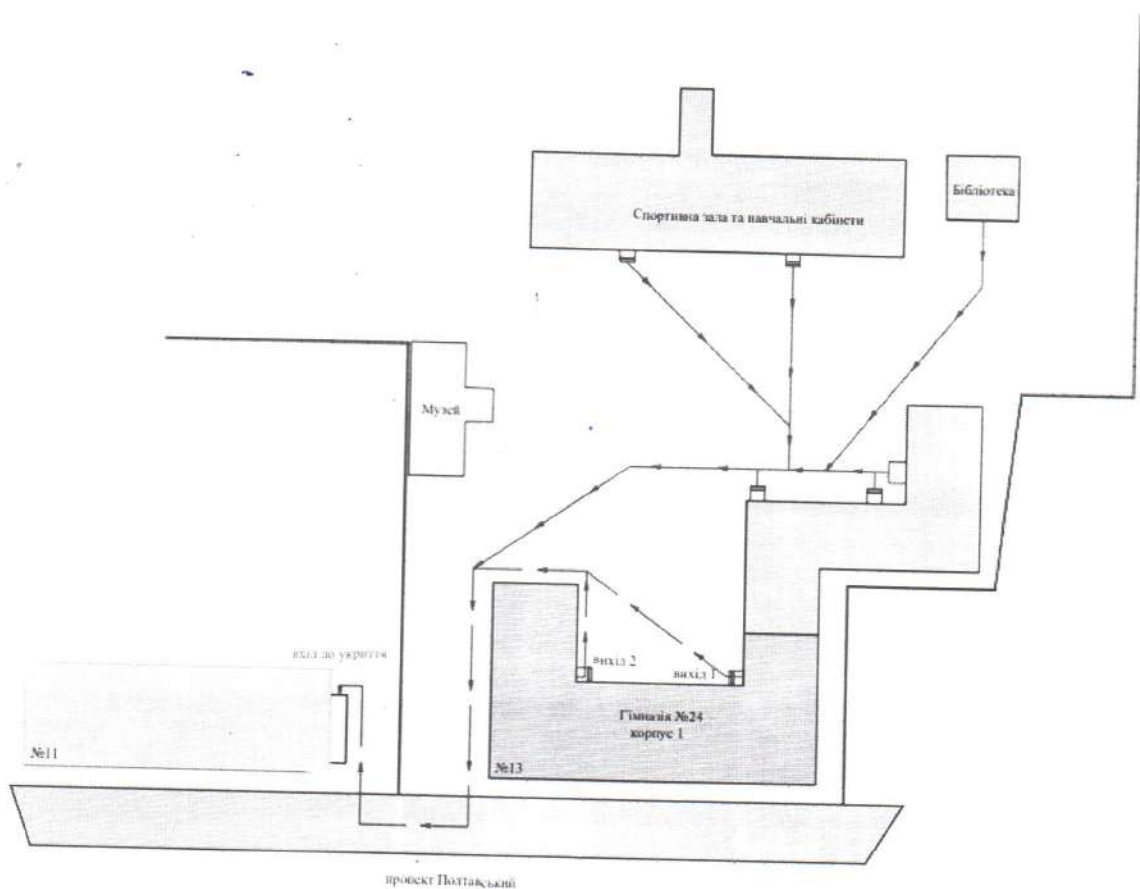 Спортивна зала та навчальні кабінети
Бібліотека
Музей
вхід до укриття
вихід 2
вихід 1
Гімназія №24
корпус 1
№11
№13
проспект Полтавський